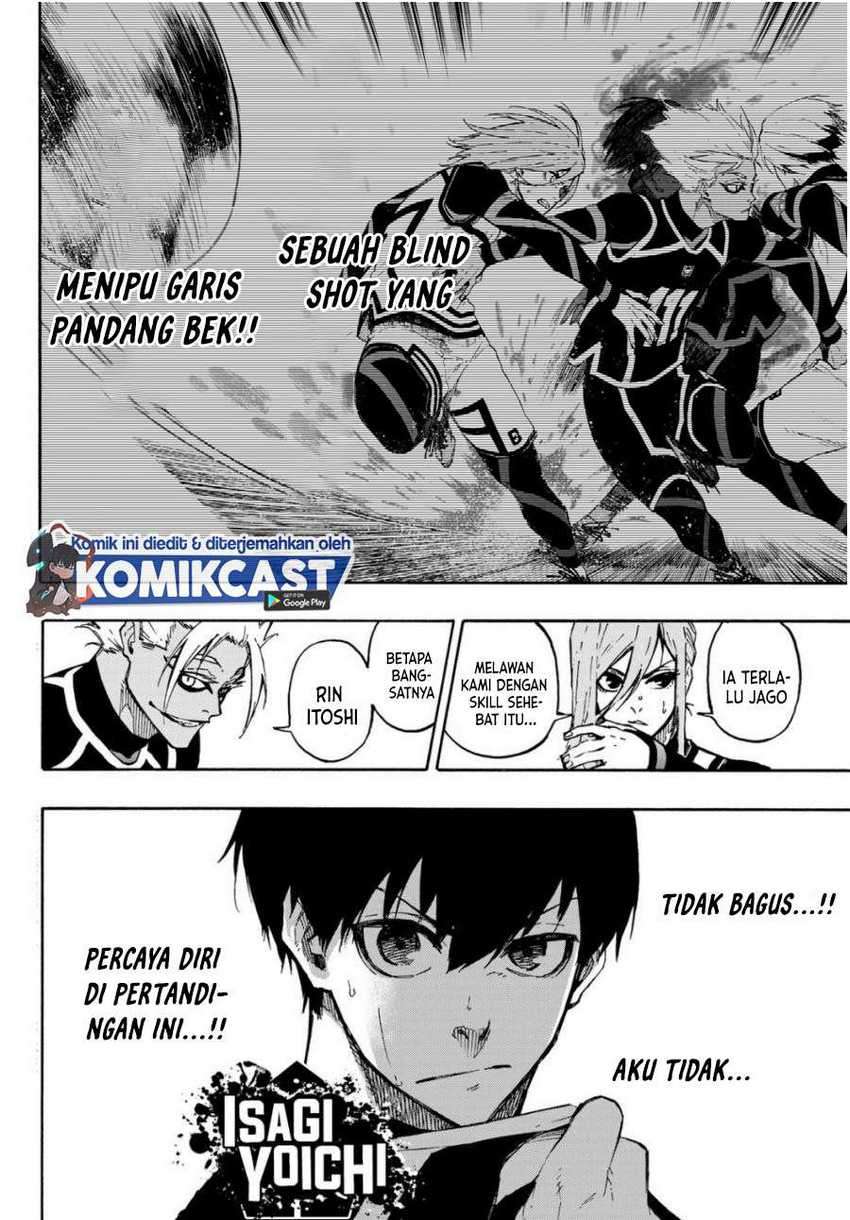 SEBUAH BLIND
SHOT YANG
MENIPU GARIS
PANDANG BEK!!
Komik ini diedit & diterjemahkan oleh
KOMIKCAST
GET IT ON
Google Play
IA TERLA-
LU JAGO
MELAWAN
KAMI DENGAN
SKILL SEHE-
BAT ITU...
BETAPA
BANG-
SATNYA
RIN
ITOSHI
TIDAK BAGUS...!!
AKU TIDAK...
PERCAYA DIRI
DI PERTANDI-
NGAN INI...!!
ISAGI
YOICHI